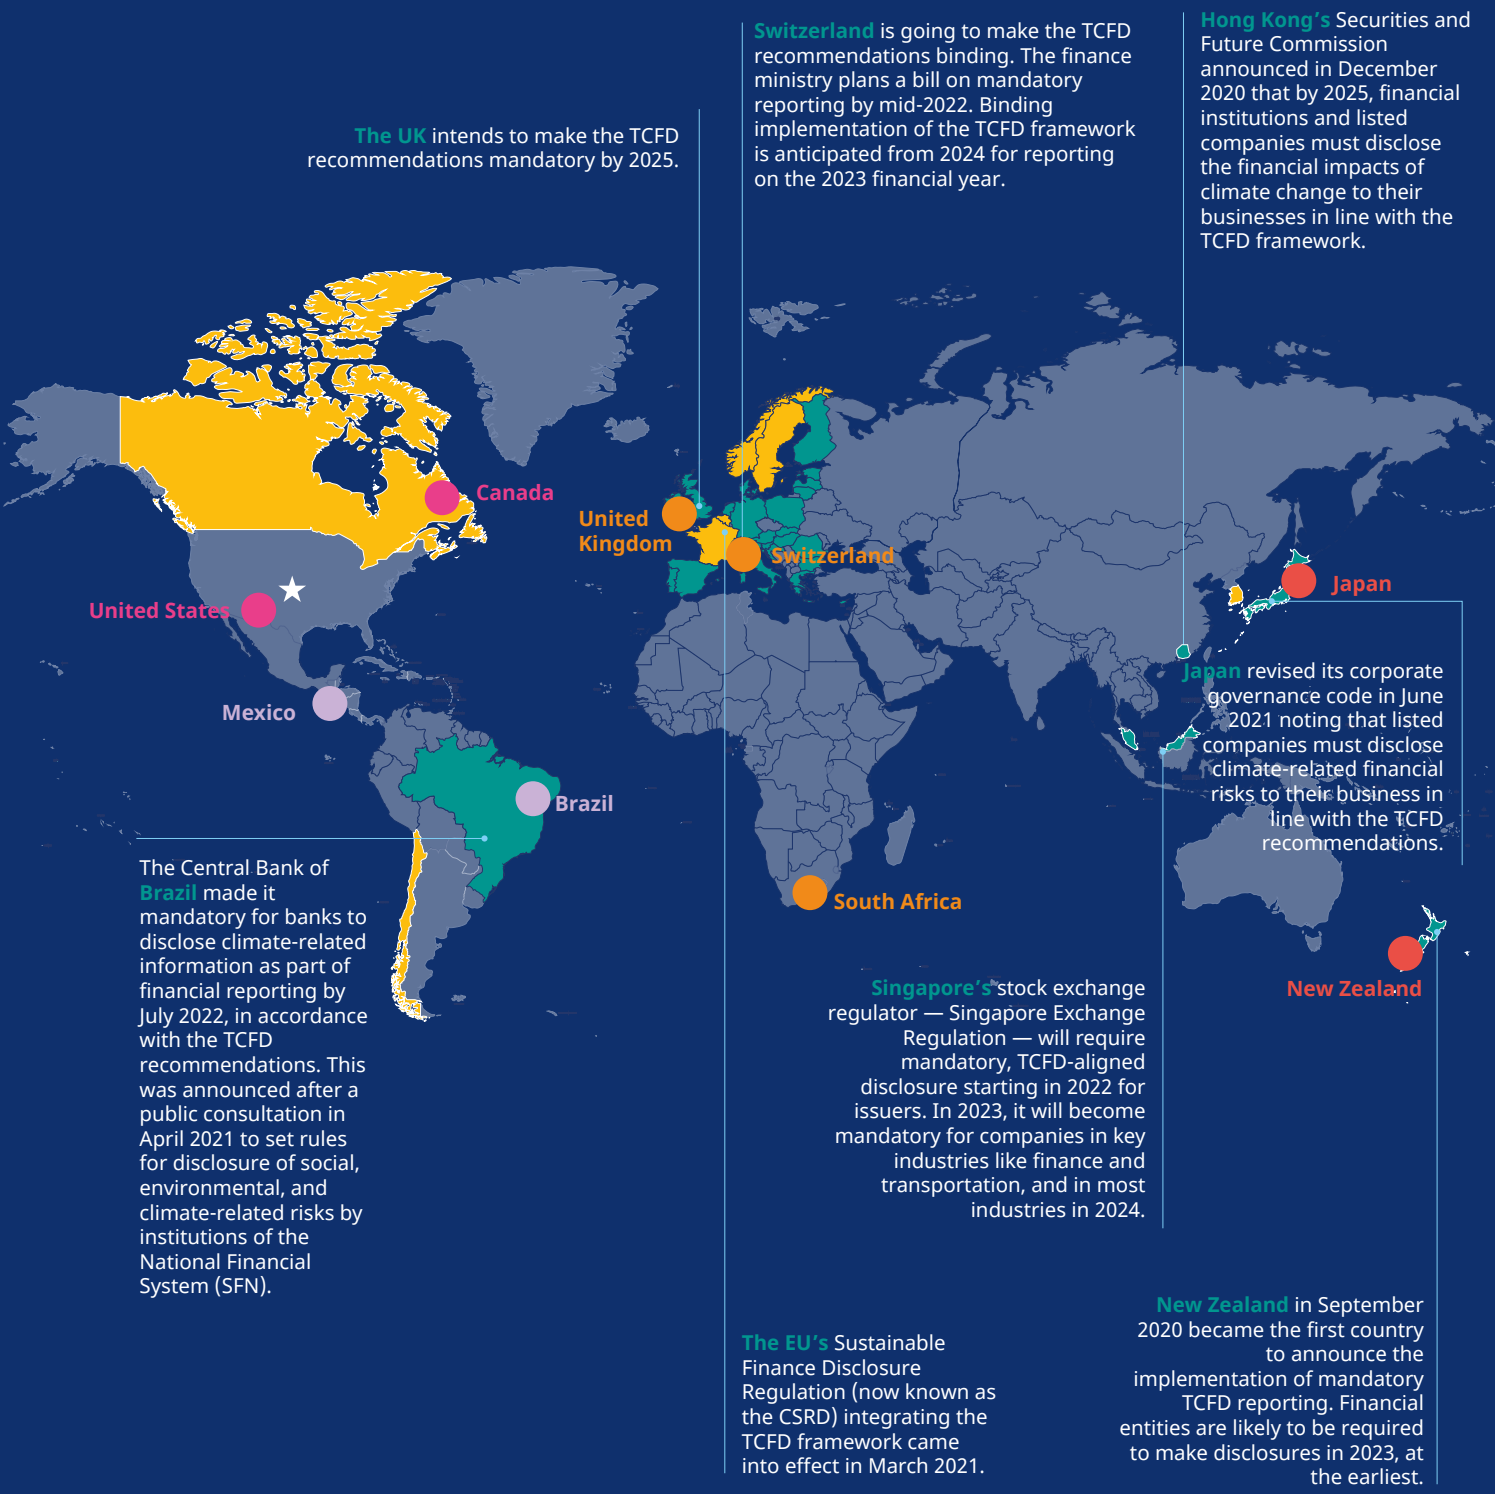 Switzerland is going to make the TCFD
recommendations binding. The finance
ministry plans a bill on mandatory
reporting by mid-2022. Binding
implementation of the TCFD framework
is anticipated from 2024 for reporting
on the 2023 financial year.
Hong Kong’s Securities and
Future Commission
announced in December
2020 that by 2025, financial
institutions and listed
companies must disclose
the financial impacts of
climate change to their
businesses in line with the
TCFD framework.
The UK intends to make the TCFD
recommendations mandatory by 2025.
Canada
United
Kingdom
Switzerland
Japan
United States
Mexico
Brazil
South Africa
New Zealand
Japan revised its corporate
governance code in June
2021 noting that listed
companies must disclose
climate-related financial
risks to their business in
line with the TCFD
recommendations.
The Central Bank of
Brazil made it
mandatory for banks to
disclose climate-related
information as part of
financial reporting by
July 2022, in accordance
with the TCFD
recommendations. This
was announced after a
public consultation in
April 2021 to set rules
for disclosure of social,
environmental, and
climate-related risks by
institutions of the
National Financial
System (SFN).
Singapore’s stock exchange
regulator — Singapore Exchange
Regulation — will require
mandatory, TCFD-aligned
disclosure starting in 2022 for
issuers. In 2023, it will become
mandatory for companies in key
industries like finance and
transportation, and in most
industries in 2024.
The EU’s Sustainable
Finance Disclosure
Regulation (now known as
the CSRD) integrating the
TCFD framework came
into effect in March 2021.
New Zealand in September
2020 became the first country
to announce the
implementation of mandatory
TCFD reporting. Financial
entities are likely to be required
to make disclosures in 2023, at
the earliest.